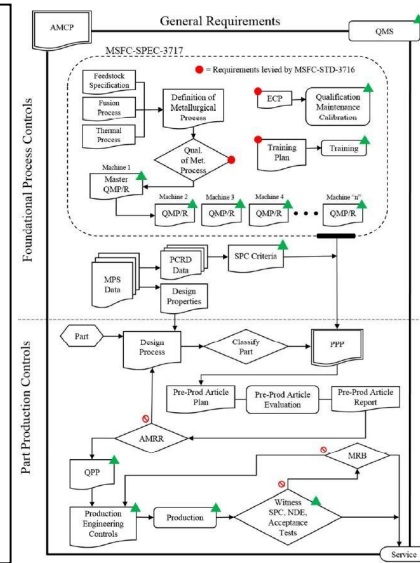 AMCP
General Requirements
QMS
MSFC-SPEC-3717
= Requirements levied by MSFC-STD-3716
Foundational Process Controls
Feedstock
Specification
Fusion
Process
Thermal
Process
Definition of
Metallurgical
Process
Qual.
of Met.
Process
ECP
Qualification
Maintenance
Calibration
Training
Plan
Training
Machine 1
Master
QMP/R
Machine 2
QMP/R
Machine 3
QMP/R
Machine 4
QMP/R
Machine "n"
QMP/R
MPS
Data
PCRD
Data
SPC Criteria
Design
Properties
Part Production Controls
Part
Design
Process
Classify
Part
PPP
Pre-Prod Article
Plan
Pre-Prod Article
Evaluation
Pre-Prod Article
Report
AMRR
MRB
QPP
Production
Engineering
Controls
Production
Witness
SPC, NDE,
Acceptance
Tests
Service